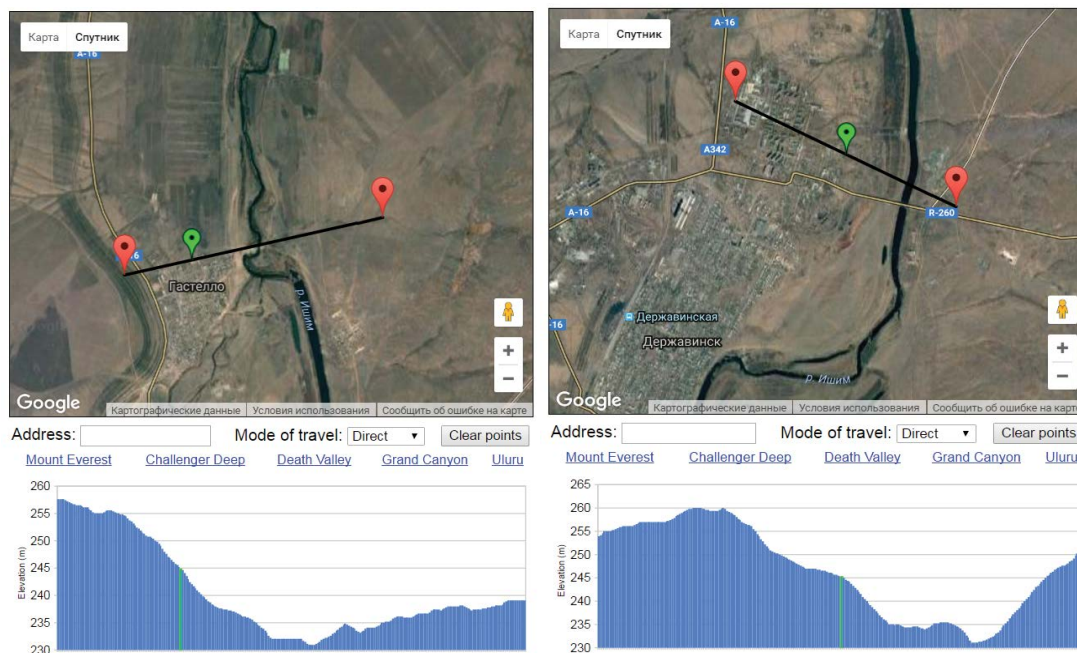 Карта Спутник
A-16
16
Гастелло
р. Ишим
Google
Картографические данные Условия использования Сообщить об ошибке на карте
Address:
Mode of travel: Direct Clear points
Mount Everest Challenger Deep Death Valley Grand Canyon Uluru
Elevation (m)
260
255
250
245
240
235
230
Карта Спутник
A-16
A342
A-16
R-260
-16
Державинская
Державинск
р. Ишим
Google
Картографические данные Условия использования Сообщить об ошибке на карте
Address:
Mode of travel: Direct Clear points
Mount Everest Challenger Deep Death Valley Grand Canyon Uluru
Elevation (m)
265
260
255
250
245
240
235
230